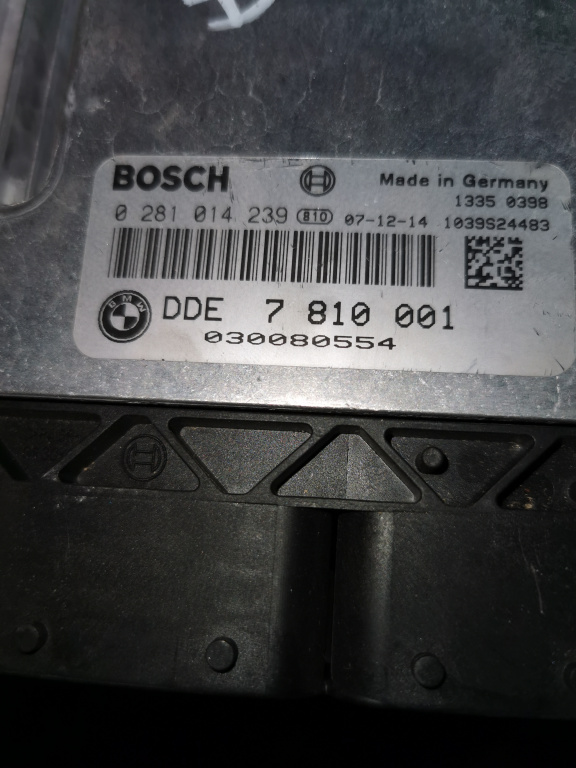 BOSCH Made in Germany
1335 0398
0 281 014 239 810 07-12-14 1039S24483
BMW DDE 7 810 001
030080554